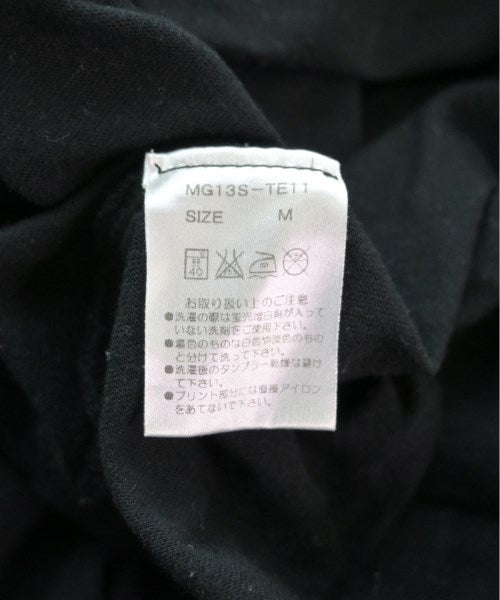 MG13S-TE11
SIZE M
40
お取り扱い上のご注意
●洗濯の際は蛍光増白剤が入って
いない洗剤をご使用下さい。
●濃色のものは白色や淡色のもの
と分けて洗って下さい。
●洗濯後のタンブラー乾燥は避け
て下さい。
●プリント部分には直接アイロン
をあてないで下さい。